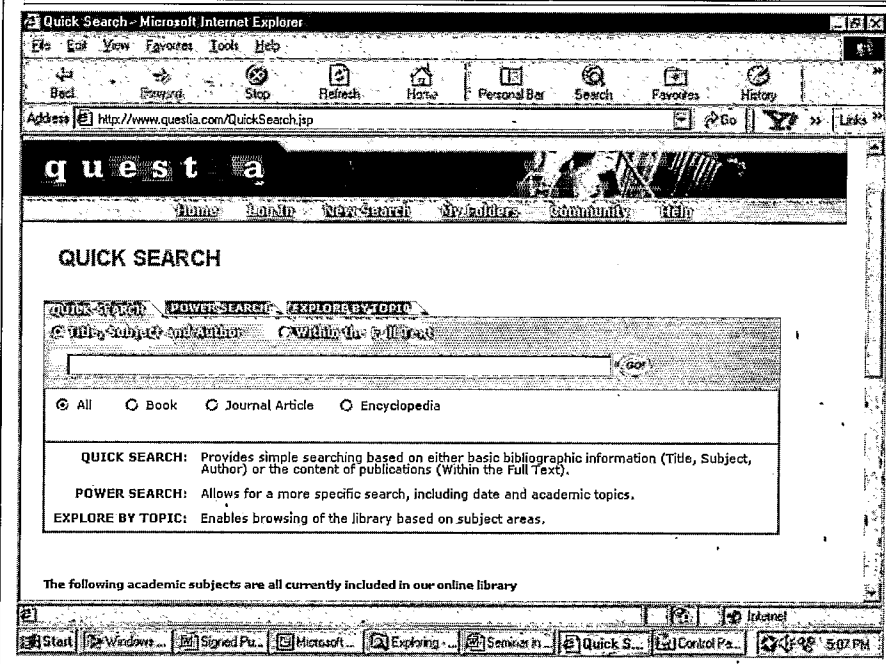 Quick Search - Microsoft Internet Explorer
File Edit View Favorites Tools Help
Back Forward Stop Refresh Home Personal Bar Search Favorites History
Address http://www.questia.com/QuickSearch.jsp Go Links
quest a
Home Log In New Search My Folders Community Help
QUICK SEARCH
QUICK SEARCH POWER SEARCH EXPLORE BY TOPIC
Title, Subject and Author Within the Full Text
GO!
All Book Journal Article Encyclopedia
QUICK SEARCH: Provides simple searching based on either basic bibliographic information (Title, Subject,
Author) or the content of publications (Within the Full Text).
POWER SEARCH: Allows for a more specific search, including date and academic topics.
EXPLORE BY TOPIC: Enables browsing of the library based on subject areas.
The following academic subjects are all currently included in our online library
Internet
Start Windows... Signed Pu... Microsoft... Exploring -... Seminar in... Quick S... Control Pa... 5:07 PM